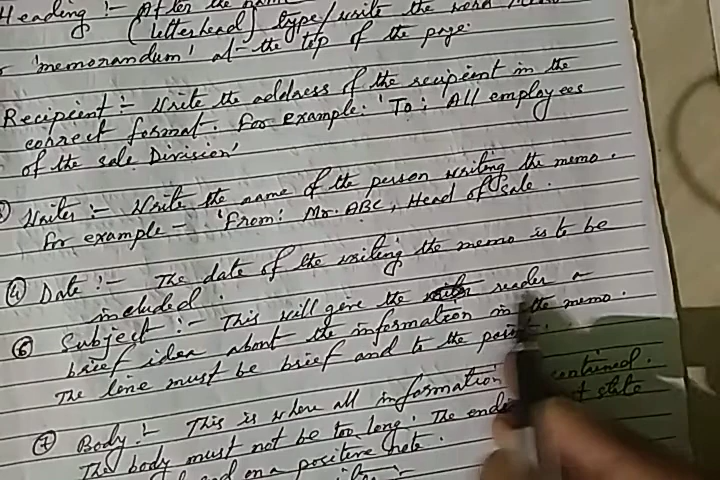 Heading :- After the name
(letterhead) type/write the word 'Memo'
'memorandum' at the top of the page.
Recipient :- Write the address of the recipient in the
correct format. For example: 'To: All employees
of the sale Division'
Writer :- Write the name of the person writing the memo.
for example - 'From: Mr. ABC, Head of Sale.
④ Date :- The date of the writing the memo is to be
included.
⑥ Subject :- This will give the reader a
brief idea about the information in the memo.
The line must be brief and to the point.
⑦ Body :- This is where all information contained.
The body must not be too long. The state
on a positive note.